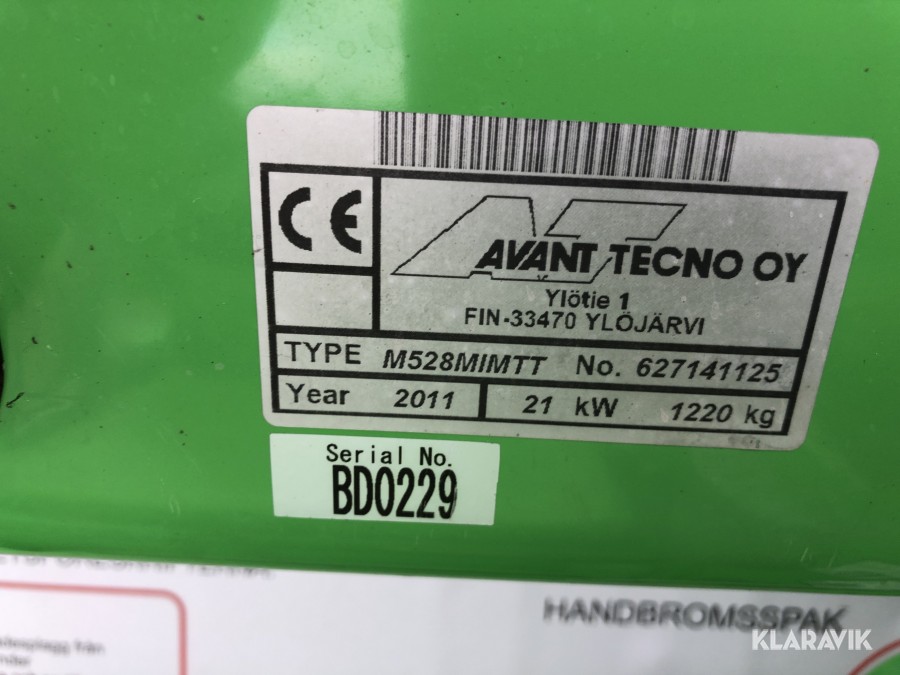 CE
AVANT TECNO OY
Ylötie 1
FIN-33470 YLÖJÄRVI
TYPE M528MIMTT No. 627141125
Year 2011 21 kW 1220 kg
Serial No.
BD0229
HANDBROMSSPAK
från
KLARAVIK